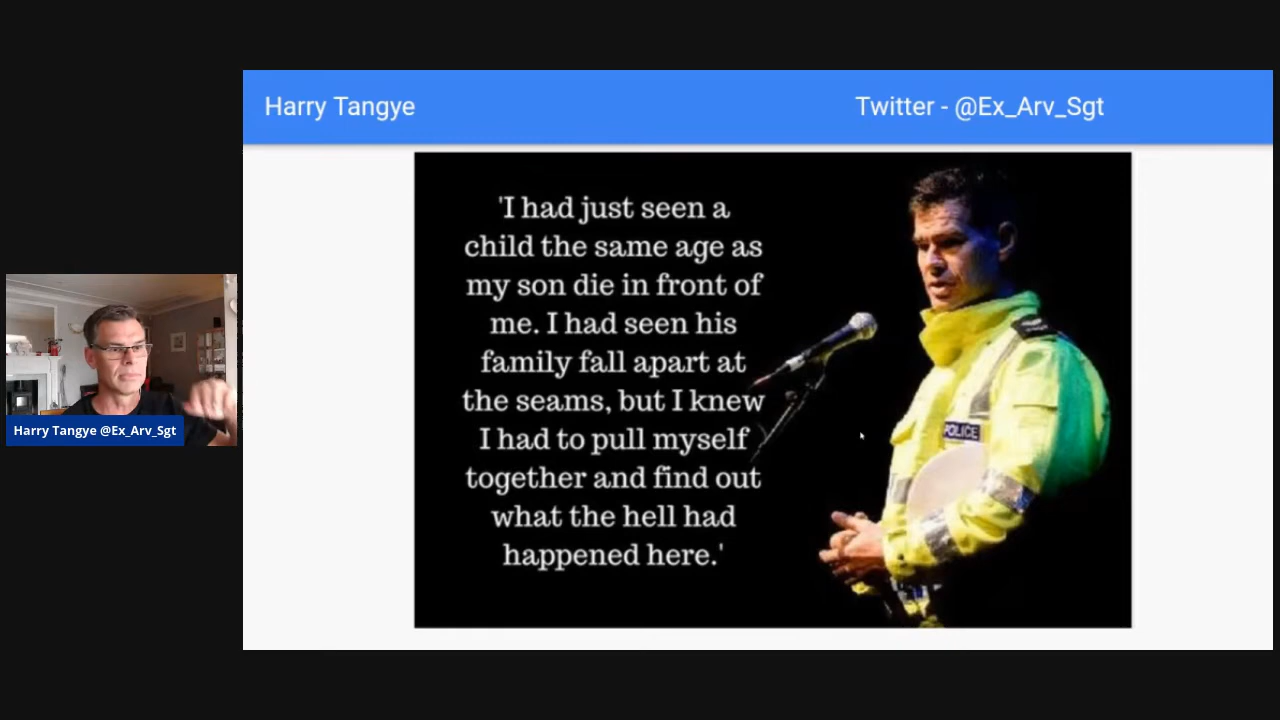 Harry Tangye
Twitter - @Ex_Arv_Sgt
'I had just seen a
child the same age as
my son die in front of
me. I had seen his
family fall apart at
the seams, but I knew
I had to pull myself
together and find out
what the hell had
happened here.'
POLICE
Harry Tangye @Ex_Arv_Sgt